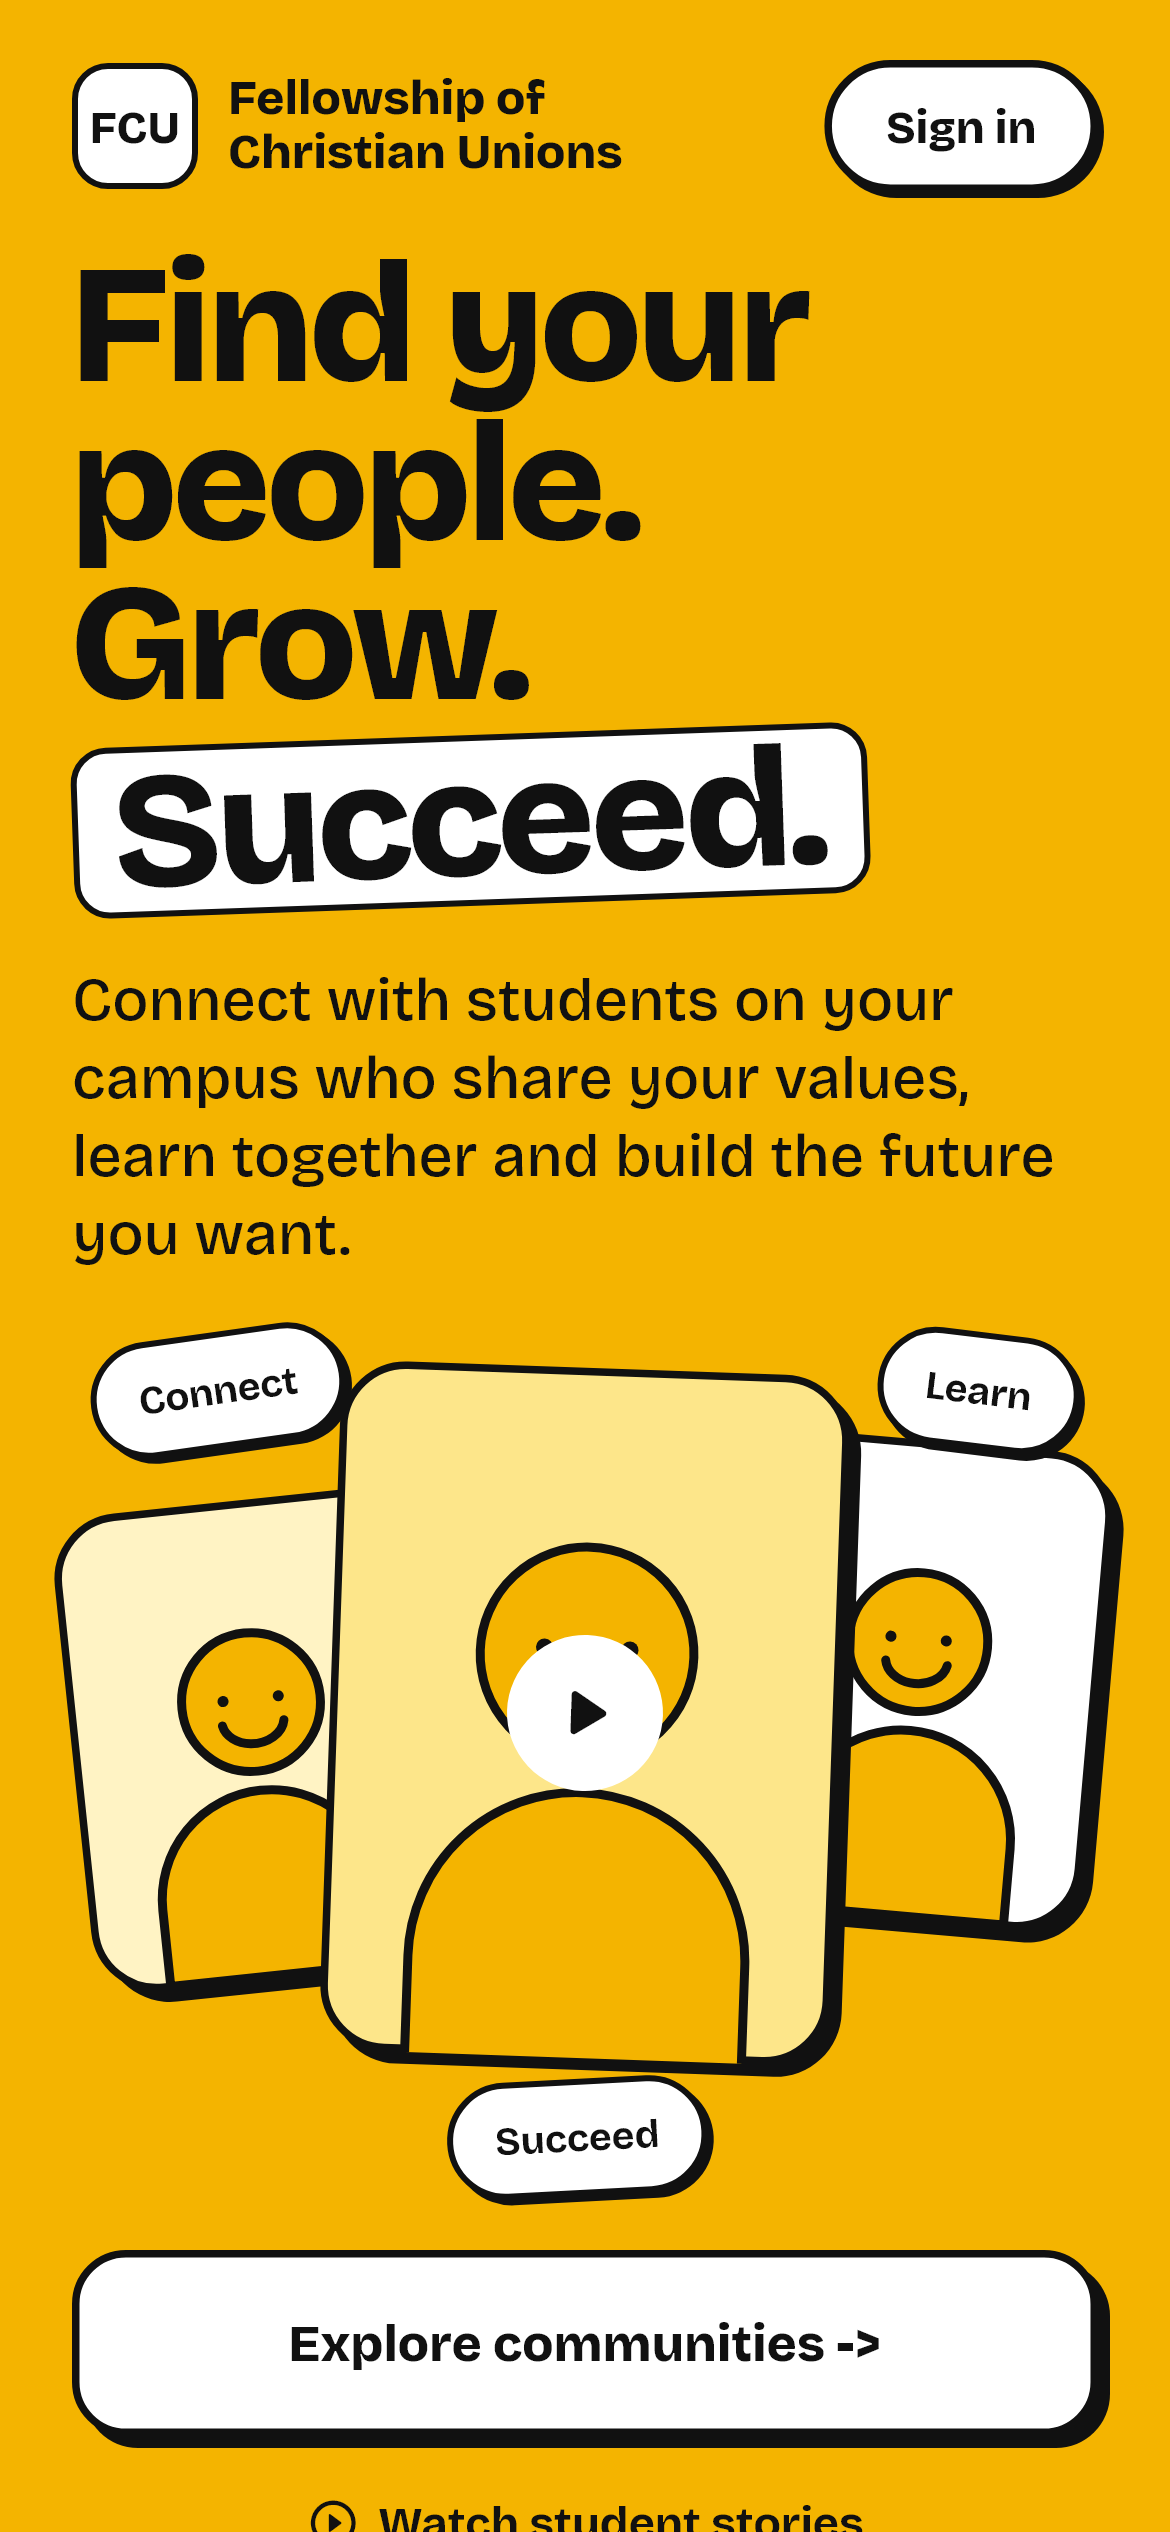 FCU
Fellowship of
Christian Unions
Sign in
Find your
people.
Grow.
Succeed.
Connect with students on your
campus who share your values,
learn together and build the future
you want.
Connect
Learn
Succeed
Explore communities ->
Watch student stories